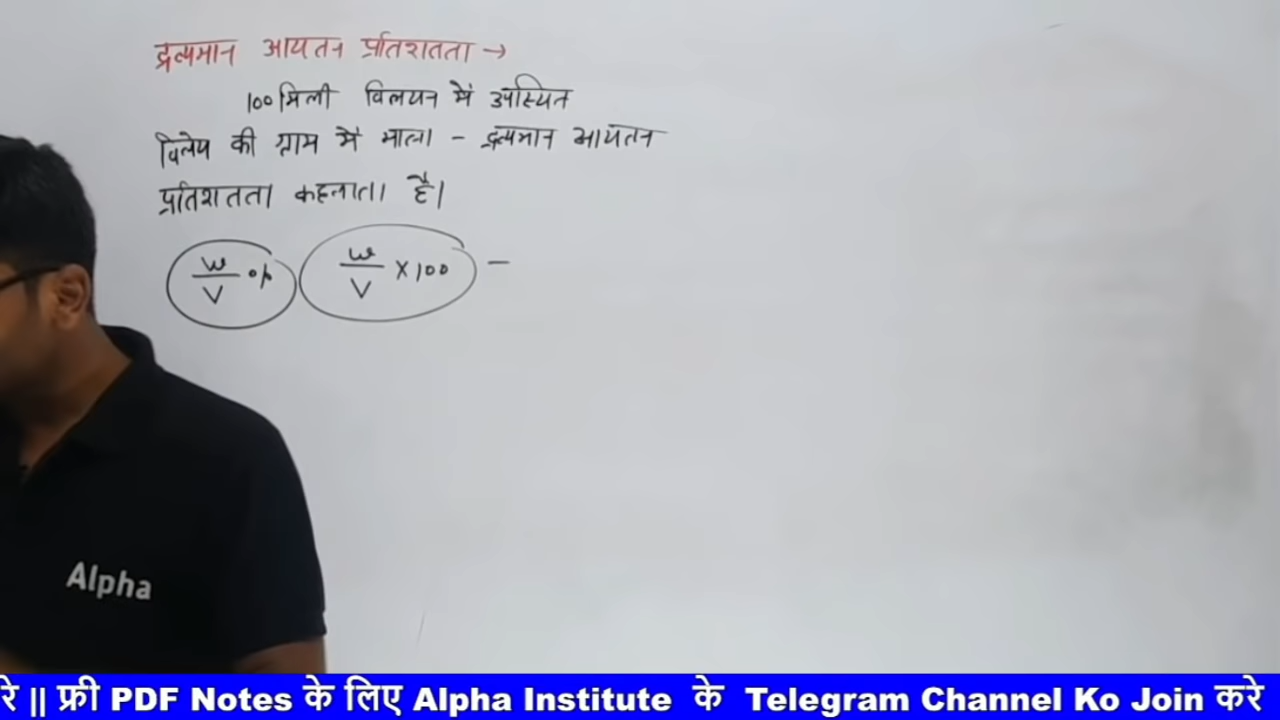 द्रव्यमान आयतन प्रतिशतता →
100 मिली विलयन में उपस्थित
विलेय की ग्राम में मात्रा - द्रव्यमान आयतन
प्रतिशतता कहलाता है।
W/V % W/V × 100 —
Alpha
रे || फ्री PDF Notes के लिए Alpha Institute के Telegram Channel Ko Join करे